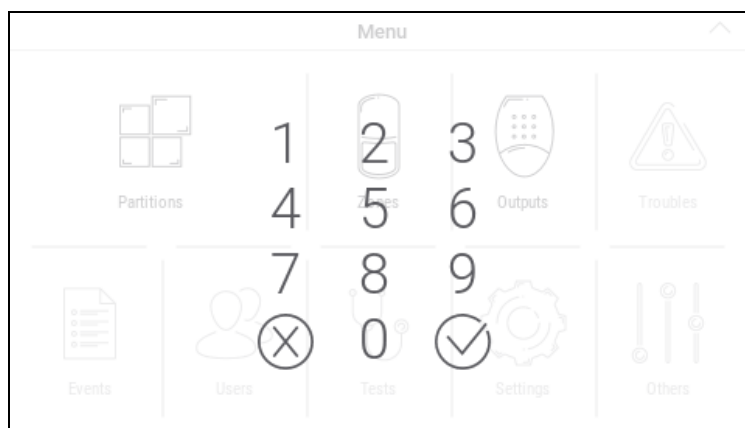 Menu
1 2 3
Partitions Zones Outputs Troubles
4 5 6
7 8 9
0
Events Users Tests Settings Others